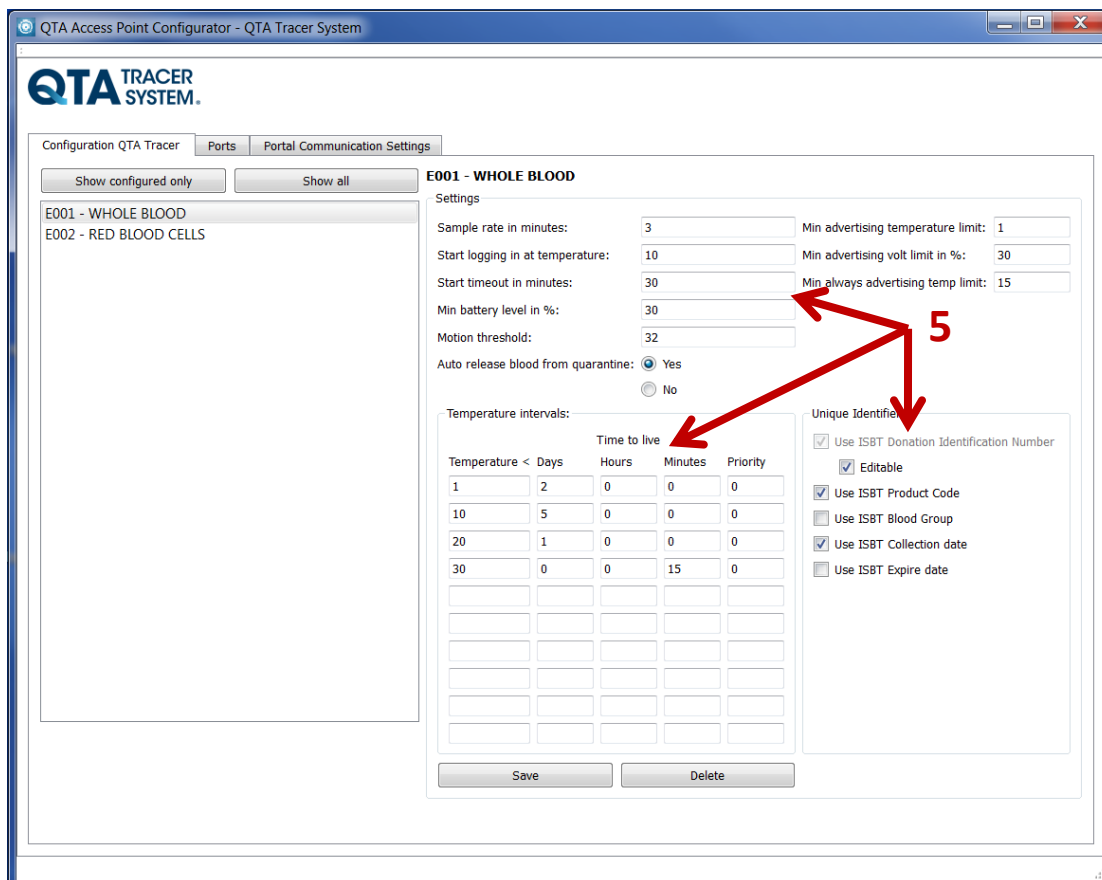 QTA Access Point Configurator - QTA Tracer System
QTA TRACER SYSTEM.
Configuration QTA Tracer Ports Portal Communication Settings
Show configured only Show all
E001 - WHOLE BLOOD
E002 - RED BLOOD CELLS
E001 - WHOLE BLOOD
Settings
Sample rate in minutes: 3 Min advertising temperature limit: 1
Start logging in at temperature: 10 Min advertising volt limit in %: 30
Start timeout in minutes: 30 Min always advertising temp limit: 15
Min battery level in %: 30
5
Motion threshold: 32
Auto release blood from quarantine: Yes
No
Temperature intervals:
Time to live
Temperature < Days Hours Minutes Priority
1 2 0 0 0
10 5 0 0 0
20 1 0 0 0
30 0 0 15 0
Unique Identifier
Use ISBT Donation Identification Number
Editable
Use ISBT Product Code
Use ISBT Blood Group
Use ISBT Collection date
Use ISBT Expire date
Save Delete